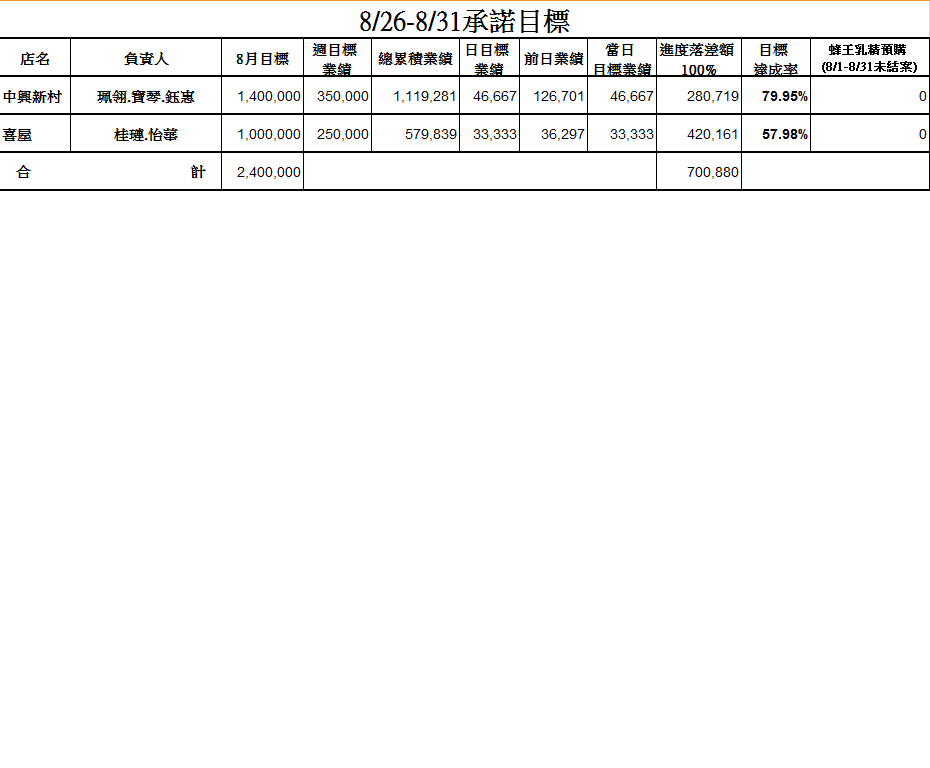 8/26-8/31承諾目標
店名 負責人 8月目標 週目標業績 總累積業績 日目標業績 前日業績 當日目標業績 進度落差額100% 目標達成率 蜂王乳精預購(8/1-8/31未結案)
中興新村 珮翎.寶琴.鈺惠 1,400,000 350,000 1,119,281 46,667 126,701 46,667 280,719 79.95% 0
喜屋 桂璉.怡華 1,000,000 250,000 579,839 33,333 36,297 33,333 420,161 57.98% 0
合 計 2,400,000 700,880